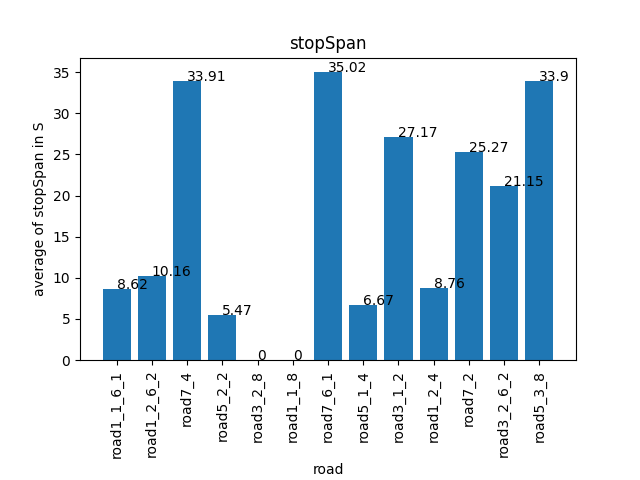 stopSpan
average of stopSpan in S
35
30
25
20
15
10
5
0
8.62
10.16
33.91
5.47
0
0
35.02
6.67
27.17
8.76
25.27
21.15
33.9
road1_1_6_1
road1_2_6_2
road7_4
road5_2_2
road3_2_8
road1_1_8
road7_6_1
road5_1_4
road3_1_2
road1_2_4
road7_2
road3_2_6_2
road5_3_8
road